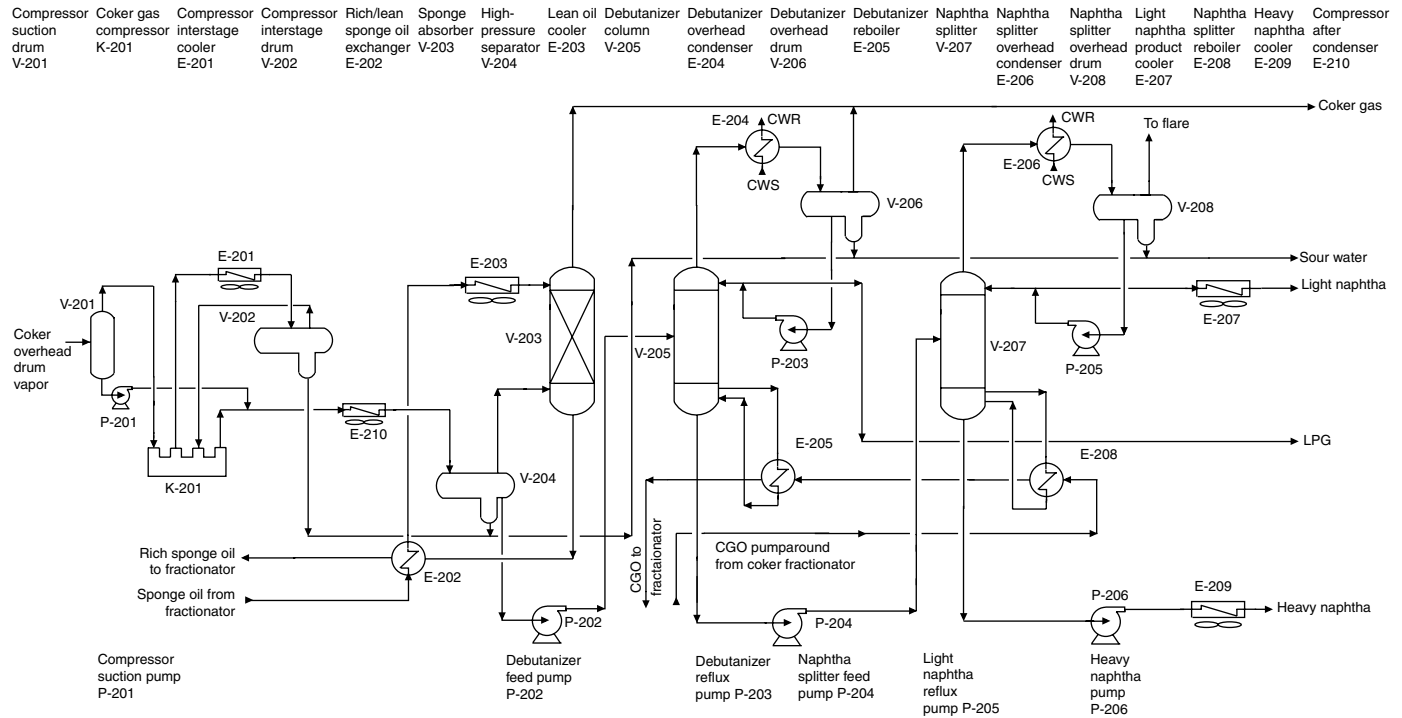 Compressor
suction
drum
V-201
Coker gas
compressor
K-201
Compressor
interstage
cooler
E-201
Compressor
interstage
drum
V-202
Rich/lean
sponge oil
exchanger
E-202
Sponge
absorber
V-203
High-
pressure
separator
V-204
Lean oil
cooler
E-203
Debutanizer
column
V-205
Debutanizer
overhead
condenser
E-204
Debutanizer
overhead
drum
V-206
Debutanizer
reboiler
E-205
Naphtha
splitter
V-207
Naphtha
splitter
overhead
condenser
E-206
Naphtha
splitter
overhead
drum
V-208
Light
naphtha
product
cooler
E-207
Naphtha
splitter
reboiler
E-208
Heavy
naphtha
cooler
E-209
Compressor
after
condenser
E-210
Coker gas
E-204
CWR
CWS
V-206
E-206
CWR
CWS
To flare
V-208
Sour water
E-201
E-203
V-201
V-202
Light naphtha
E-207
Coker
overhead
drum
vapor
V-203
V-205
P-203
V-207
P-205
P-201
E-210
K-201
V-204
E-205
LPG
E-208
Rich sponge oil
to fractionator
E-202
Sponge oil from
fractionator
CGO to
fractaionator
CGO pumparound
from coker fractionator
P-202
P-204
P-206
E-209
Heavy naphtha
Compressor
suction pump
P-201
Debutanizer
feed pump
P-202
Debutanizer
reflux
pump P-203
Naphtha
splitter feed
pump P-204
Light
naphtha
reflux
pump P-205
Heavy
naphtha
pump
P-206